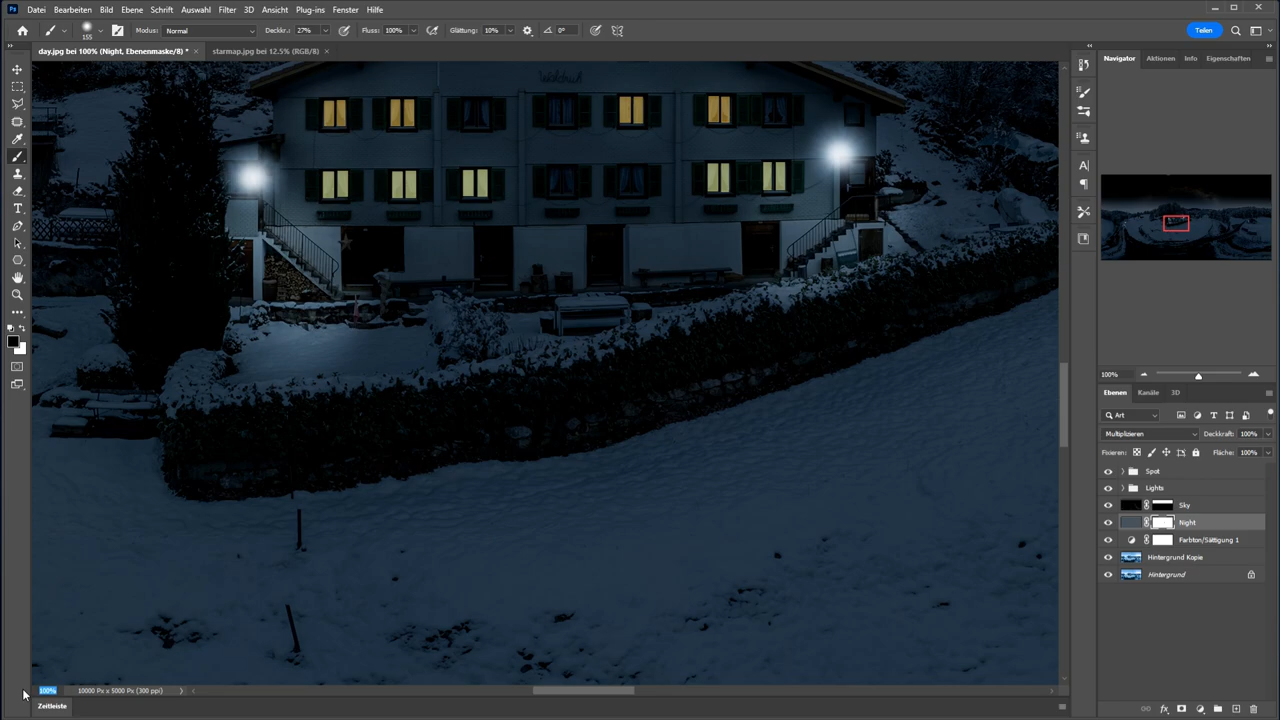 Ps Datei Bearbeiten Bild Ebene Schrift Auswahl Filter 3D Ansicht Plug-ins Fenster Hilfe
155 Modus: Normal Deckkr.: 27% Fluss: 100% Glättung: 10% 0° Teilen
day.jpg bei 100% (Night, Ebenenmaske/8) * × starmap.jpg bei 12.5% (RGB/8) ×
Navigator Aktionen Info Eigenschaften
100%
Ebenen Kanäle 3D
Art
Multiplizieren Deckkraft: 100%
Fixieren: Fläche: 100%
Spot
Lights
Sky
Night
Farbton/Sättigung 1
Hintergrund Kopie
Hintergrund
100% 10000 Px x 5000 Px (300 ppi)
Zeitleiste